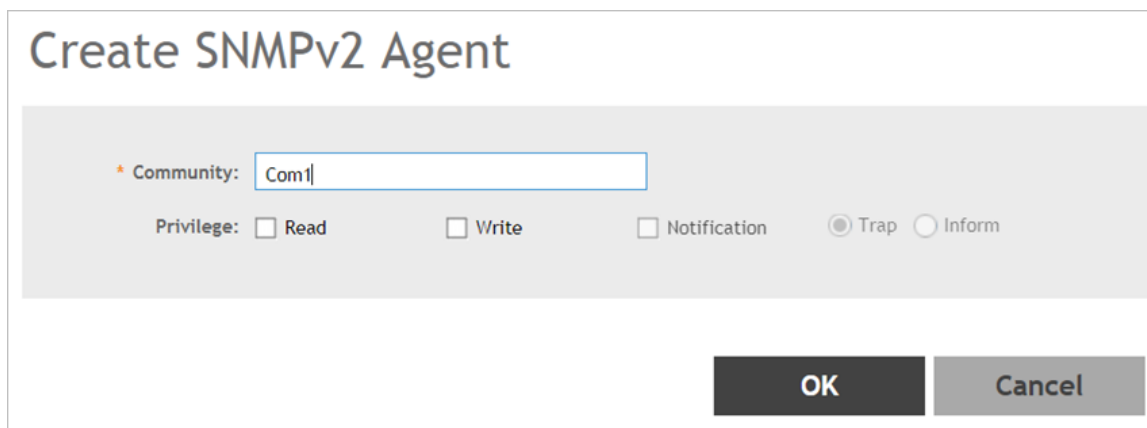 Create SNMPv2 Agent
* Community: Com1
Privilege: Read Write Notification Trap Inform
OK Cancel